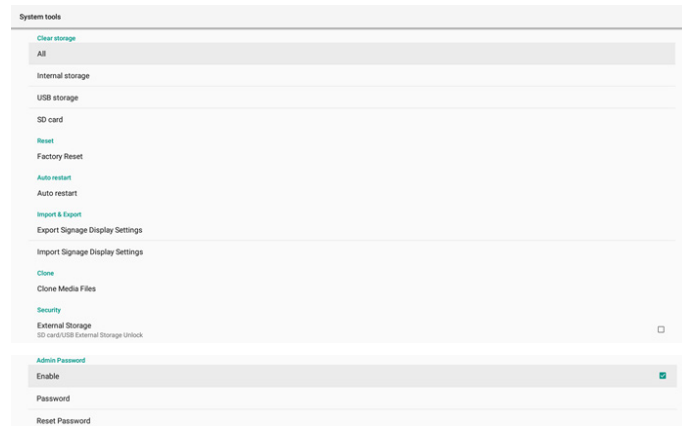 System tools
Clear storage
All
Internal storage
USB storage
SD card
Reset
Factory Reset
Auto restart
Auto restart
Import & Export
Export Signage Display Settings
Import Signage Display Settings
Clone
Clone Media Files
Security
External Storage
SD card/USB External Storage Unlock
Admin Password
Enable
Password
Reset Password